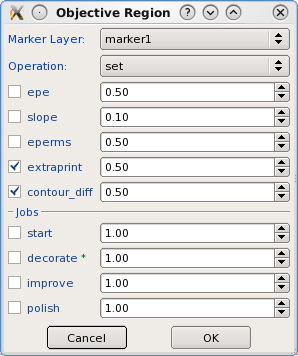 Objective Region
Marker Layer: marker1
Operation: set
epe 0.50
slope 0.10
eperms 0.50
extraprint 0.50
contour_diff 0.50
Jobs
start 1.00
decorate * 1.00
improve 1.00
polish 1.00
Cancel OK